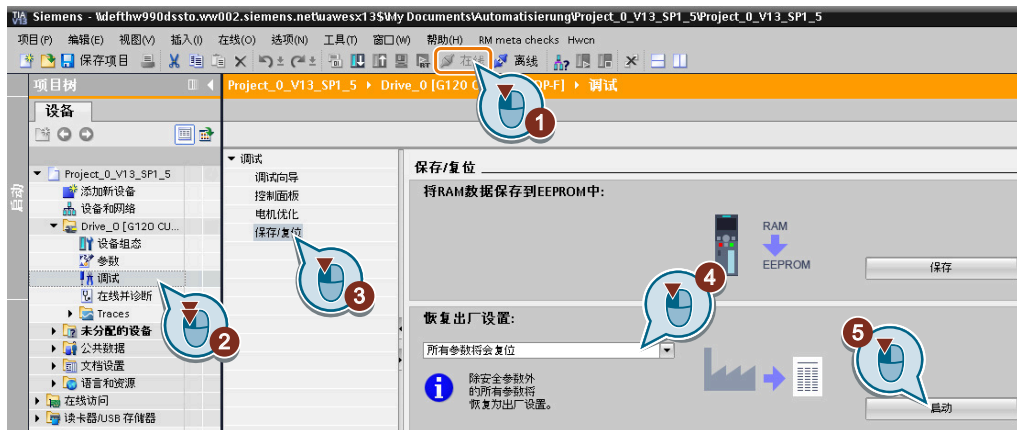 Siemens - \\defthw990dssto.ww002.siemens.net\uawesx13$\My Documents\Automatisierung\Project_0_V13_SP1_5\Project_0_V13_SP1_5
项目(P) 编辑(E) 视图(V) 插入(I) 在线(O) 选项(N) 工具(T) 窗口(W) 帮助(H) RM meta checks Hwcn
保存项目 在线 离线
项目树
Project_0_V13_SP1_5 Drive_0 [G120 OP-F] 调试
设备
1
启动
Project_0_V13_SP1_5
添加新设备
设备和网络
Drive_0 [G120 CU...
设备组态
参数
调试
在线并诊断
Traces
未分配的设备
公共数据
文档设置
语言和资源
在线访问
读卡器/USB 存储器
2
调试
调试向导
控制面板
电机优化
保存/复位
3
保存/复位
将RAM数据保存到EEPROM中:
RAM
EEPROM
保存
4
恢复出厂设置:
所有参数将会复位
除安全参数外
的所有参数将
恢复为出厂设置。
5
启动